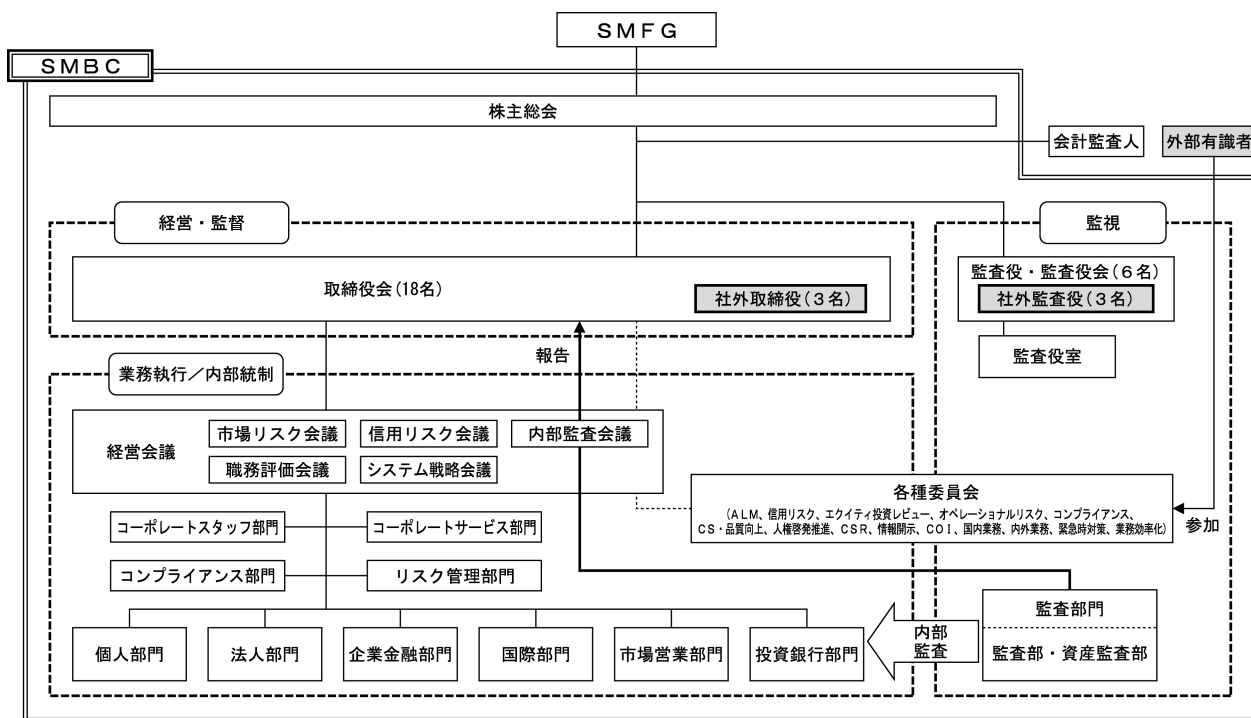 SMFG
SMBC
株主総会
会計監査人
外部有識者
経営・監督
監視
取締役会(18名)
社外取締役(3名)
監査役・監査役会(6名)
社外監査役(3名)
監査役室
報告
業務執行/内部統制
経営会議
市場リスク会議
信用リスク会議
内部監査会議
職務評価会議
システム戦略会議
各種委員会
(ALM、信用リスク、エクイティ投資レビュー、オペレーショナルリスク、コンプライアンス、
CS・品質向上、人権啓発推進、CSR、情報開示、COI、国内業務、内外業務、緊急時対策、業務効率化)
参加
コーポレートスタッフ部門
コーポレートサービス部門
コンプライアンス部門
リスク管理部門
監査部門
監査部・資産監査部
内部
監査
個人部門
法人部門
企業金融部門
国際部門
市場営業部門
投資銀行部門